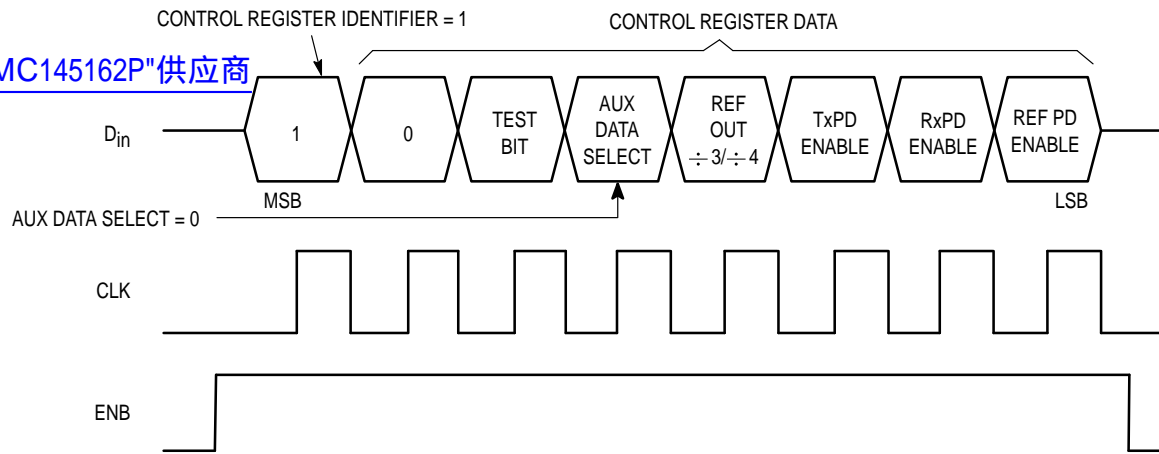 CONTROL REGISTER IDENTIFIER = 1
CONTROL REGISTER DATA
MC145162P"供应商
Din
1
0
TEST
BIT
AUX
DATA
SELECT
REF
OUT
÷3/÷4
TxPD
ENABLE
RxPD
ENABLE
REF PD
ENABLE
MSB
LSB
AUX DATA SELECT = 0
CLK
ENB